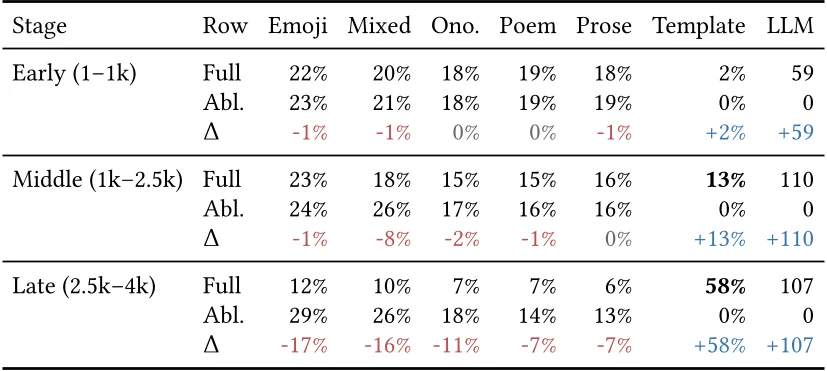 Stage Row Emoji Mixed Ono. Poem Prose Template LLM
Early (1–1k) Full 22% 20% 18% 19% 18% 2% 59
Abl. 23% 21% 18% 19% 19% 0% 0
Δ -1% -1% 0% 0% -1% +2% +59
Middle (1k–2.5k) Full 23% 18% 15% 15% 16% 13% 110
Abl. 24% 26% 17% 16% 16% 0% 0
Δ -1% -8% -2% -1% 0% +13% +110
Late (2.5k–4k) Full 12% 10% 7% 7% 6% 58% 107
Abl. 29% 26% 18% 14% 13% 0% 0
Δ -17% -16% -11% -7% -7% +58% +107